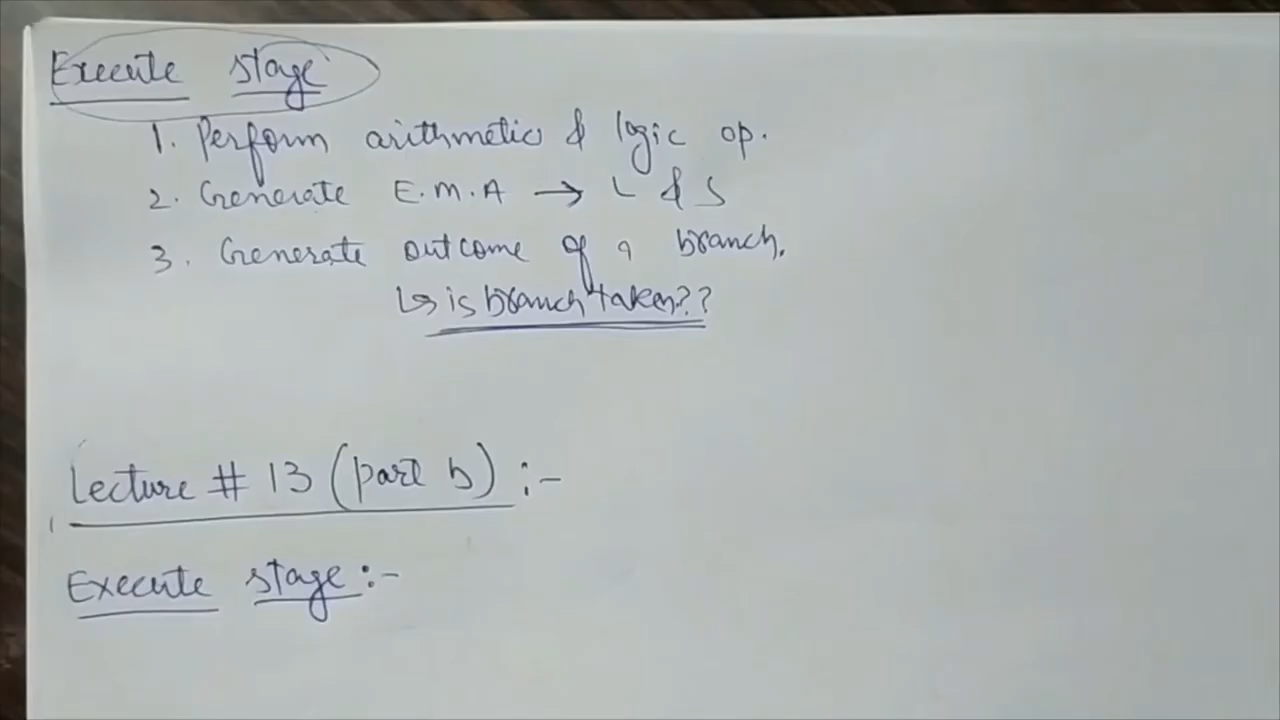 Execute stage
1. Perform arithmetic & logic op.
2. Generate E.M.A → L & S
3. Generate outcome of a branch.
↳ is branch taken??
Lecture # 13 (part b) :-
Execute stage :-